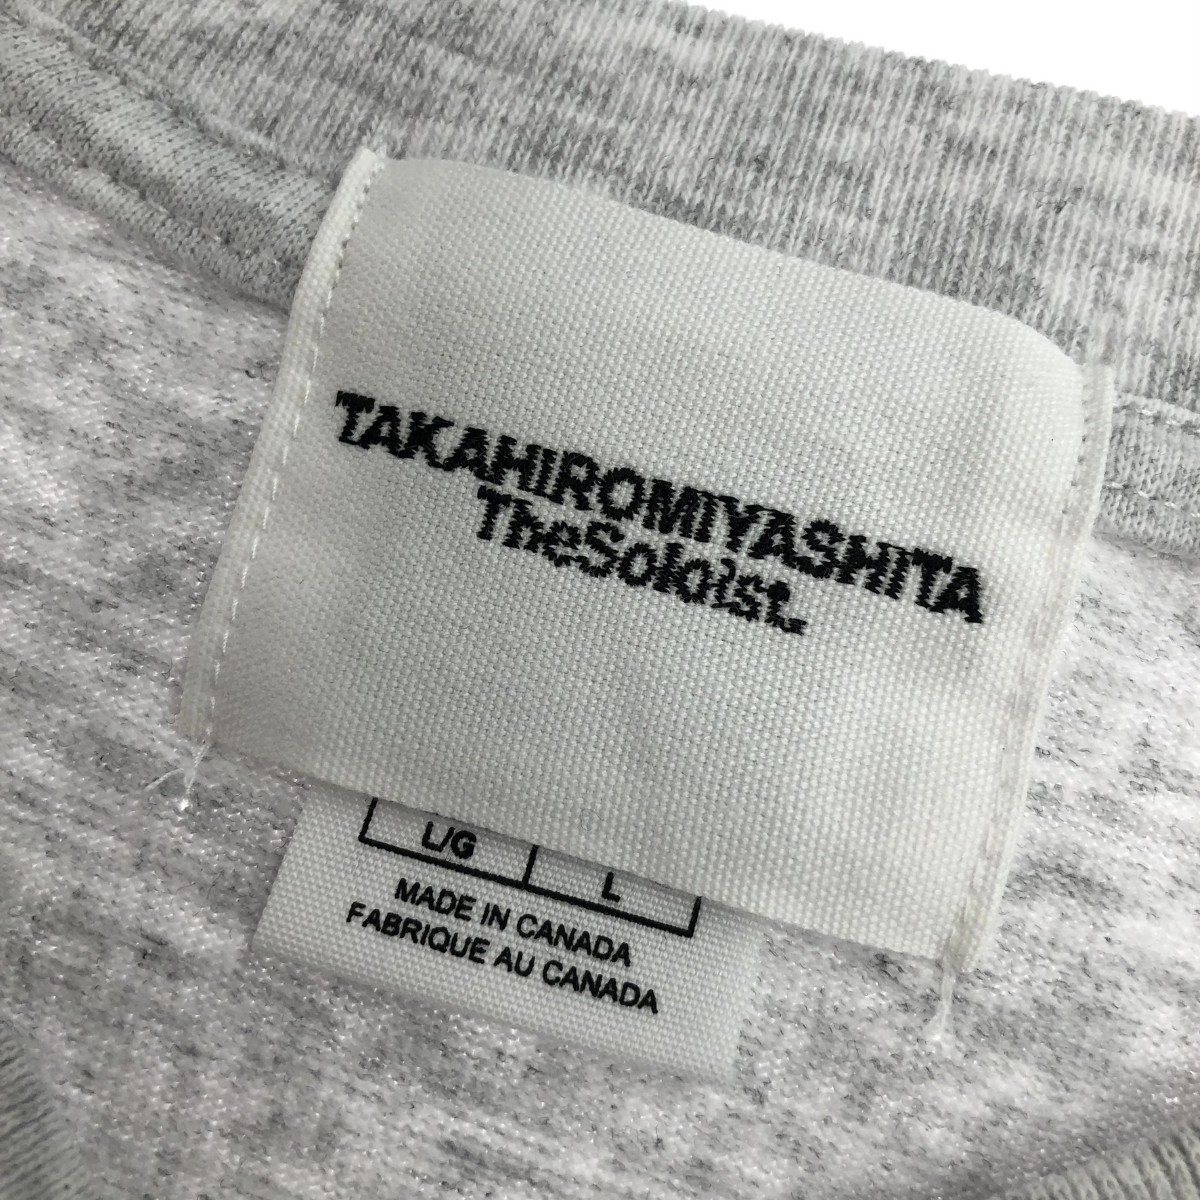 TAKAHIROMIYASHITA
TheSoloist.
L/G L
MADE IN CANADA
FABRIQUE AU CANADA